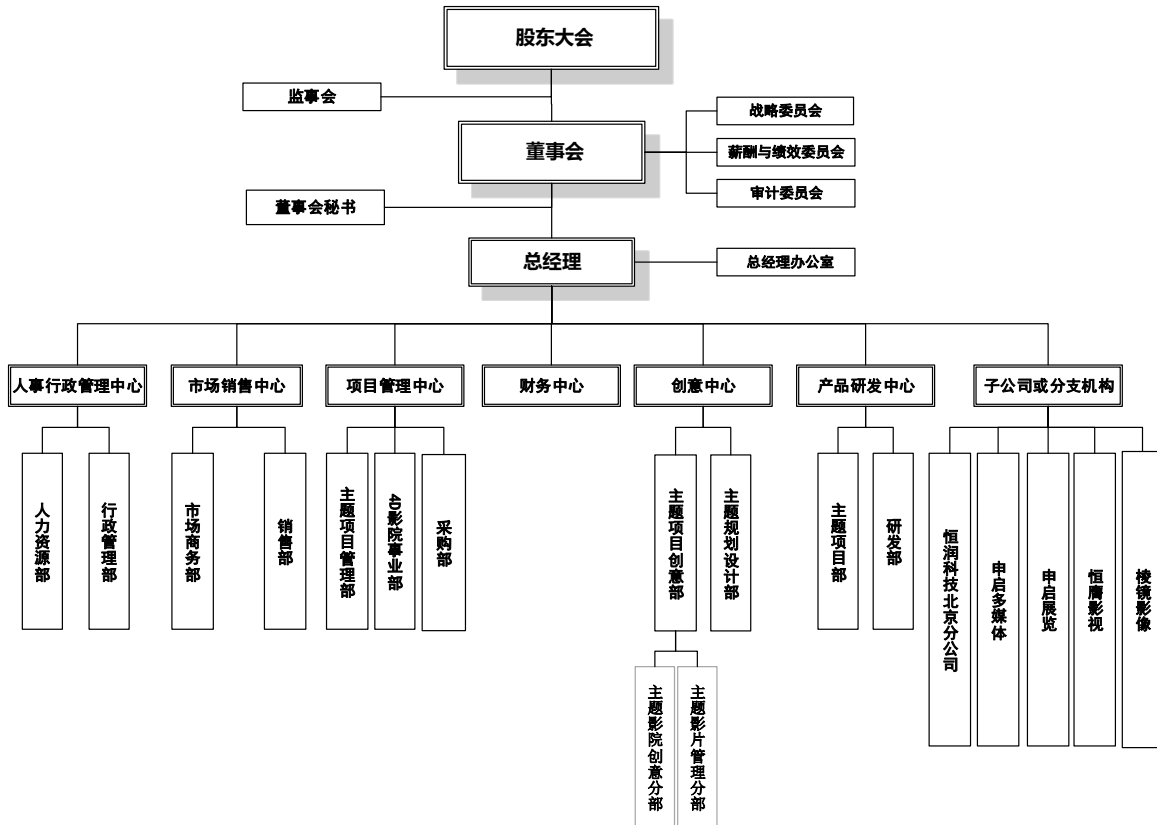 股东大会
监事会
战略委员会
董事会
薪酬与绩效委员会
审计委员会
董事会秘书
总经理
总经理办公室
人事行政管理中心
市场销售中心
项目管理中心
财务中心
创意中心
产品研发中心
子公司或分支机构
人力资源部
行政管理部
市场商务部
销售部
主题项目管理部
4D影院事业部
采购部
主题项目创意部
主题规划设计部
主题项目部
研发部
恒润科技北京分公司
申启多媒体
申启展览
恒膺影视
棱镜影像
主题影院创意分部
主题影片管理分部